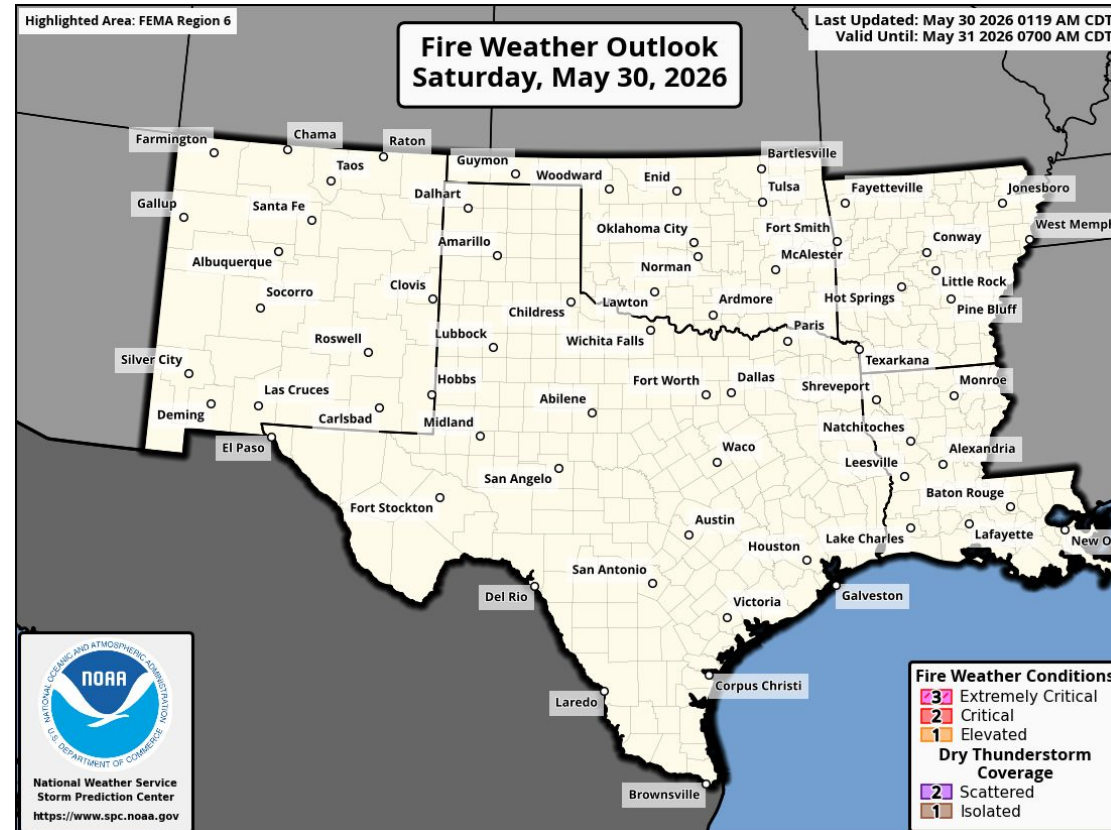 Highlighted Area: FEMA Region 6
Last Updated: May 30 2026 0119 AM CDT
Valid Until: May 31 2026 0700 AM CDT
Fire Weather Outlook
Saturday, May 30, 2026
Farmington
Chama
Raton
Taos
Guymon
Woodward
Enid
Bartlesville
Dalhart
Tulsa
Fayetteville
Jonesboro
Gallup
Santa Fe
Amarillo
Oklahoma City
Fort Smith
Conway
West Memph
Albuquerque
Norman
McAlester
Little Rock
Socorro
Clovis
Childress
Lawton
Ardmore
Hot Springs
Pine Bluff
Roswell
Lubbock
Wichita Falls
Paris
Texarkana
Silver City
Las Cruces
Hobbs
Fort Worth
Dallas
Shreveport
Monroe
Deming
Carlsbad
Midland
Abilene
Natchitoches
El Paso
Waco
Leesville
Alexandria
San Angelo
Baton Rouge
Fort Stockton
Austin
Houston
Lake Charles
Lafayette
New O
San Antonio
Del Rio
Galveston
Victoria
Corpus Christi
Laredo
Brownsville
NATIONAL OCEANIC AND ATMOSPHERIC ADMINISTRATION
NOAA
U.S. DEPARTMENT OF COMMERCE
National Weather Service
Storm Prediction Center
https://www.spc.noaa.gov
Fire Weather Conditions
3 Extremely Critical
2 Critical
1 Elevated
Dry Thunderstorm
Coverage
2 Scattered
1 Isolated